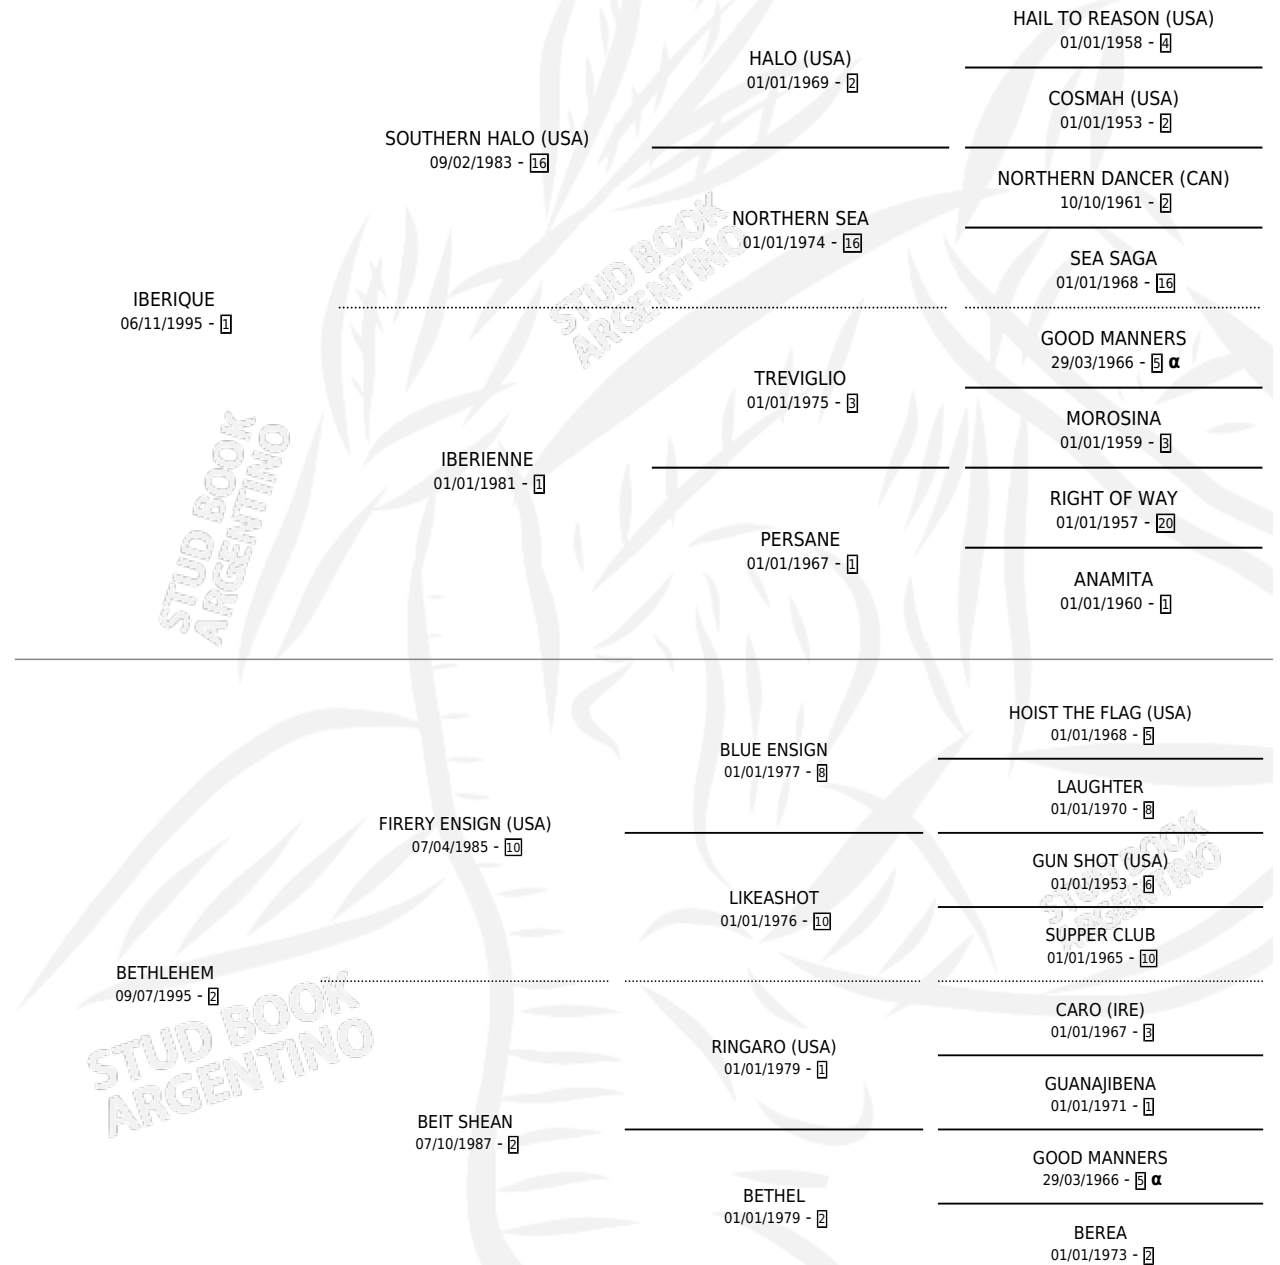 HAIL TO REASON (USA)
01/01/1958 - 4
HALO (USA)
01/01/1969 - 2
COSMAH (USA)
01/01/1953 - 2
SOUTHERN HALO (USA)
09/02/1983 - 16
NORTHERN DANCER (CAN)
10/10/1961 - 2
NORTHERN SEA
01/01/1974 - 16
SEA SAGA
01/01/1968 - 16
IBERIQUE
06/11/1995 - 1
GOOD MANNERS
29/03/1966 - 5 α
TREVIGLIO
01/01/1975 - 3
MOROSINA
01/01/1959 - 3
IBERIENNE
01/01/1981 - 1
RIGHT OF WAY
01/01/1957 - 20
PERSANE
01/01/1967 - 1
ANAMITA
01/01/1960 - 1
HOIST THE FLAG (USA)
01/01/1968 - 5
BLUE ENSIGN
01/01/1977 - 8
LAUGHTER
01/01/1970 - 8
FIRERY ENSIGN (USA)
07/04/1985 - 10
GUN SHOT (USA)
01/01/1953 - 6
LIKEASHOT
01/01/1976 - 10
SUPPER CLUB
01/01/1965 - 10
BETHLEHEM
09/07/1995 - 2
CARO (IRE)
01/01/1967 - 3
RINGARO (USA)
01/01/1979 - 1
GUANAJIBENA
01/01/1971 - 1
BEIT SHEAN
07/10/1987 - 2
GOOD MANNERS
29/03/1966 - 5 α
BETHEL
01/01/1979 - 2
BEREA
01/01/1973 - 2
STUD BOOK
ARGENTINO
STUD BOOK
ARGENTINO
STUD BOOK
ARGENTINO
STUD BOOK
ARGENTINO